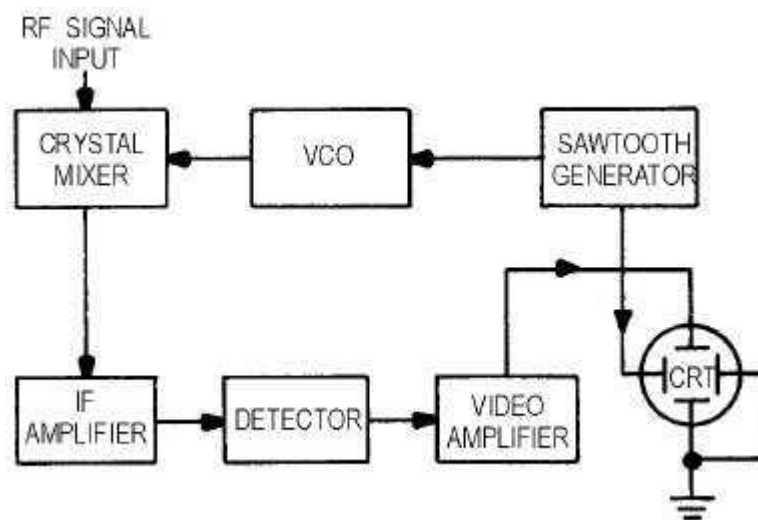 RF SIGNAL
INPUT
CRYSTAL
MIXER
VCO
SAWTOOTH
GENERATOR
IF
AMPLIFIER
DETECTOR
VIDEO
AMPLIFIER
CRT